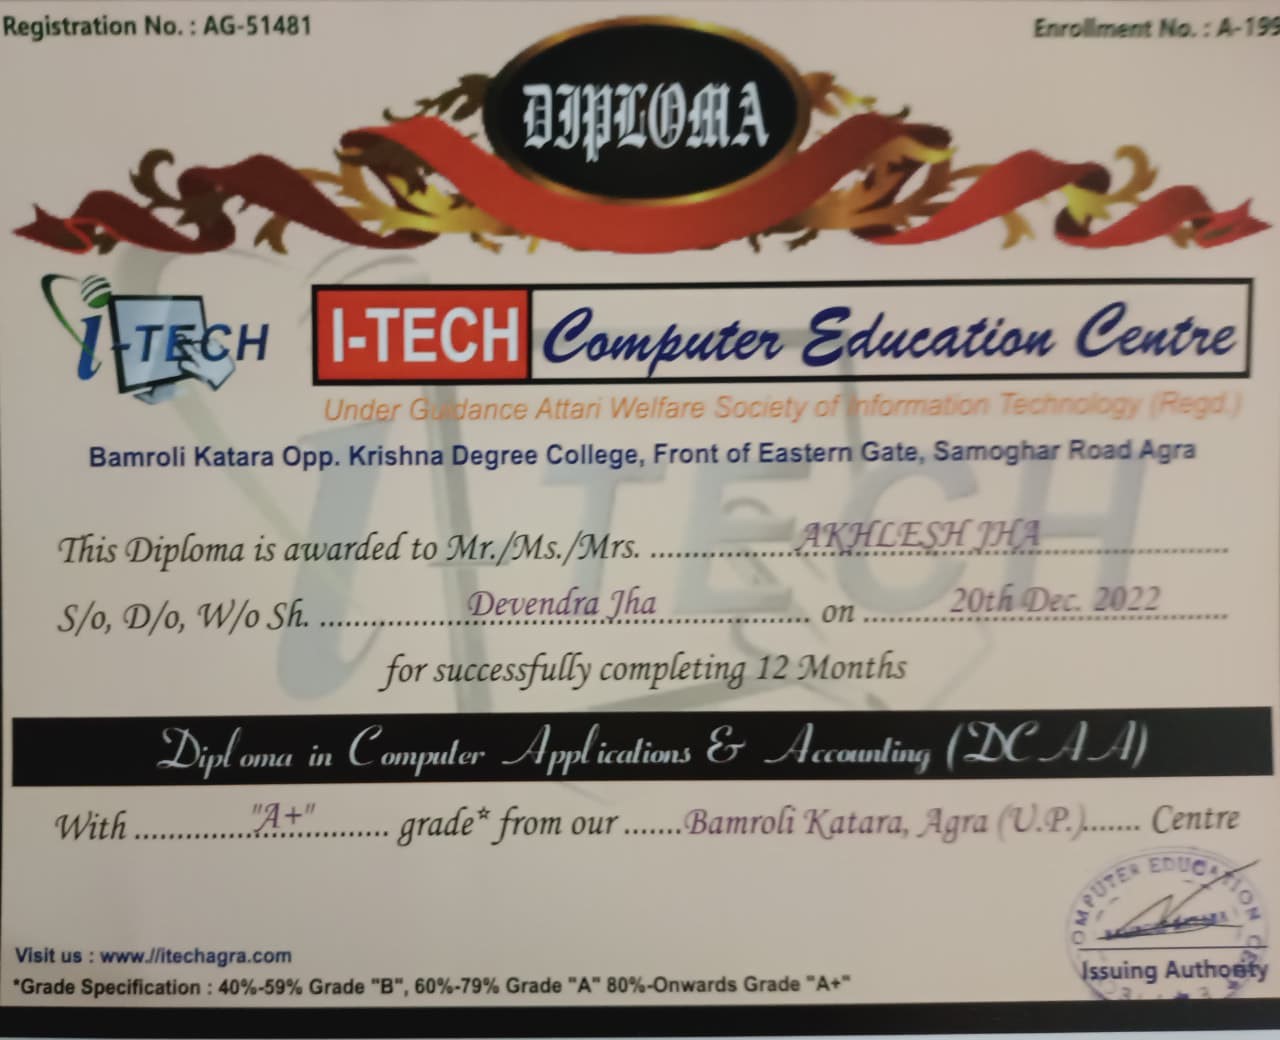 Registration No. : AG-51481
Enrollment No. : A-199
DIPLOMA
i-TECH
I-TECH Computer Education Centre
Under Guidance Attari Welfare Society of Information Technology (Regd.)
Bamroli Katara Opp. Krishna Degree College, Front of Eastern Gate, Samoghar Road Agra
This Diploma is awarded to Mr./Ms./Mrs. AKHLESH JHA
S/o, D/o, W/o Sh. Devendra Jha on 20th Dec. 2022
for successfully completing 12 Months
Diploma in Computer Applications & Accounting (DCAA)
With "A+" grade* from our Bamroli Katara, Agra (U.P.) Centre
COMPUTER EDUCATION
Issuing Authority
Visit us : www.//itechagra.com
*Grade Specification : 40%-59% Grade "B", 60%-79% Grade "A" 80%-Onwards Grade "A+"